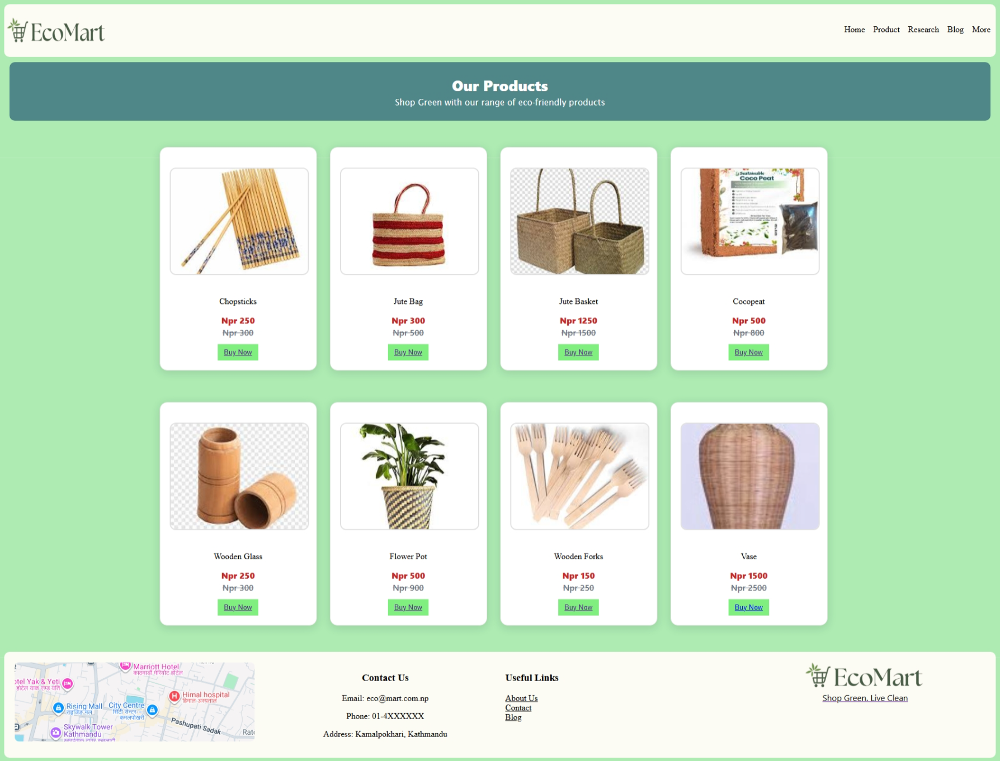 EcoMart
Home Product Research Blog More
Our Products
Shop Green with our range of eco-friendly products
Sustainable
Coco Peat
Chopsticks
Npr 250
Npr 300
Buy Now
Jute Bag
Npr 300
Npr 500
Buy Now
Jute Basket
Npr 1250
Npr 1500
Buy Now
Cocopeat
Npr 500
Npr 800
Buy Now
Wooden Glass
Npr 250
Npr 300
Buy Now
Flower Pot
Npr 500
Npr 900
Buy Now
Wooden Forks
Npr 150
Npr 250
Buy Now
Vase
Npr 1500
Npr 2500
Buy Now
Marriott Hotel
काठमाडौं मेरियोट होटेल
otel Yak & Yeti
होटेल याक एण्ड यति
Himal hospital
हिमाल अस्पताल
Rising Mall
राइजिङ मल
City Centre
सिटी सेन्टर -
कमलपोखरी
Skywalk Tower
Kathmandu
Pashupati Sadak
Rato
Contact Us
Email: eco@mart.com.np
Phone: 01-4XXXXXX
Address: Kamalpokhari, Kathmandu
Useful Links
About Us
Contact
Blog
EcoMart
Shop Green. Live Clean